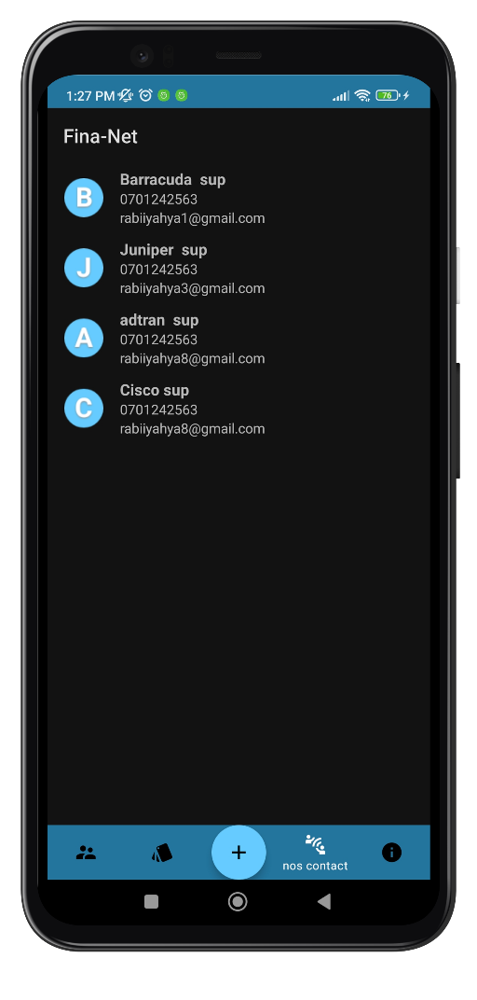 1:27 PM
76
Fina-Net
B
Barracuda  sup
0701242563
rabiiyahya1@gmail.com
J
Juniper  sup
0701242563
rabiiyahya3@gmail.com
A
adtran  sup
0701242563
rabiiyahya8@gmail.com
C
Cisco sup
0701242563
rabiiyahya8@gmail.com
nos contact